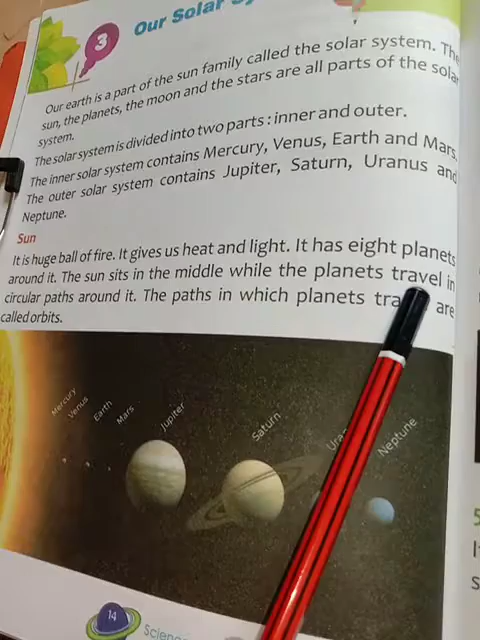 3
Our Solar
Our earth is a part of the sun family called the solar system. The
sun, the planets, the moon and the stars are all parts of the solar
system.
The solar system is divided into two parts : inner and outer.
The inner solar system contains Mercury, Venus, Earth and Mars.
The outer solar system contains Jupiter, Saturn, Uranus and
Neptune.
Sun
It is huge ball of fire. It gives us heat and light. It has eight planets
around it. The sun sits in the middle while the planets travel in
circular paths around it. The paths in which planets tra are
called orbits.
Mercury
Venus
Earth
Mars
Jupiter
Saturn
Ura
Neptune
14
Science